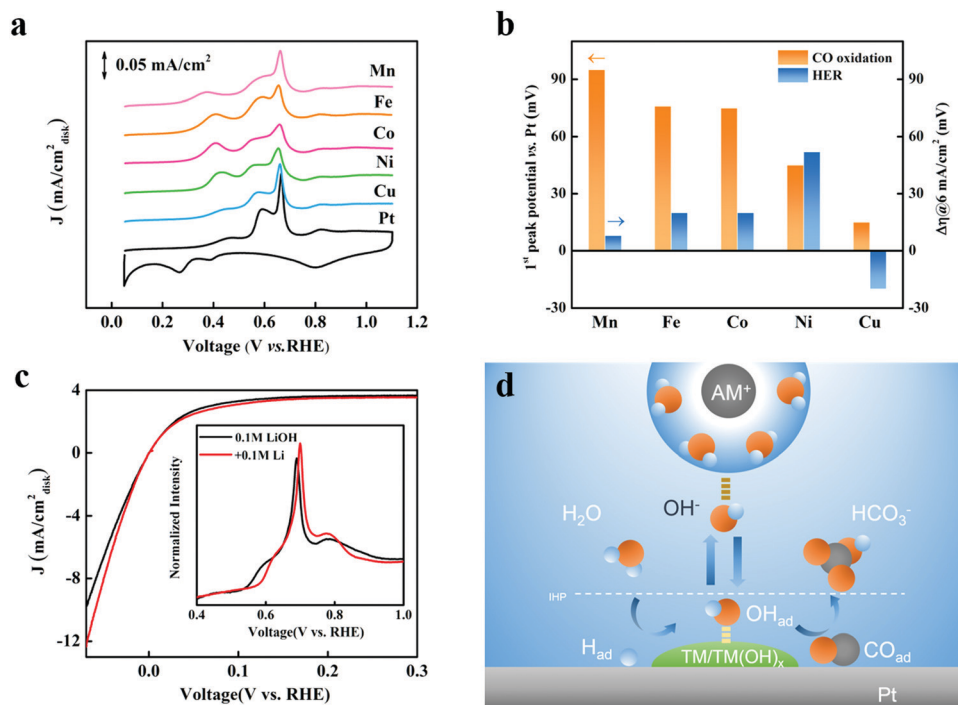 a
0.05 mA/cm²
Mn
Fe
Co
Ni
Cu
Pt
J (mA/cm²disk)
0.0 0.2 0.4 0.6 0.8 1.0 1.2
Voltage (V vs.RHE)
b
CO oxidation
HER
1st peak potential vs. Pt (mV)
90
60
30
0
-30
90
60
30
0
-30
Δη@6 mA/cm² (mV)
Mn Fe Co Ni Cu
c
J (mA/cm²disk)
4
0
-4
-8
-12
0.0 0.1 0.2 0.3
Voltage(V vs. RHE)
0.1M LiOH
+0.1M Li
Normalized Intensity
0.4 0.6 0.8 1.0
Voltage(V vs. RHE)
d
AM⁺
OH⁻
H₂O
HCO₃⁻
IHP
OHad
Had
TM/TM(OH)ₓ
COad
Pt